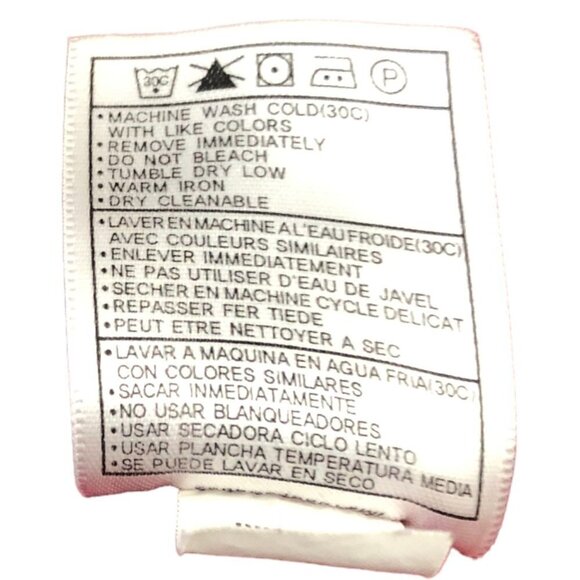 30C P
• MACHINE WASH COLD(30C)
WITH LIKE COLORS
• REMOVE IMMEDIATELY
• DO NOT BLEACH
• TUMBLE DRY LOW
• WARM IRON
• DRY CLEANABLE
• LAVER EN MACHINE A L'EAU FROIDE(30C)
AVEC COULEURS SIMILAIRES
• ENLEVER IMMEDIATEMENT
• NE PAS UTILISER D'EAU DE JAVEL
• SECHER EN MACHINE CYCLE DELICAT
• REPASSER FER TIEDE
• PEUT ETRE NETTOYER A SEC
• LAVAR A MAQUINA EN AGUA FRIA(30C)
CON COLORES SIMILARES
• SACAR INMEDIATAMENTE
• NO USAR BLANQUEADORES
• USAR SECADORA CICLO LENTO
• USAR PLANCHA TEMPERATURA MEDIA
• SE PUEDE LAVAR EN SECO